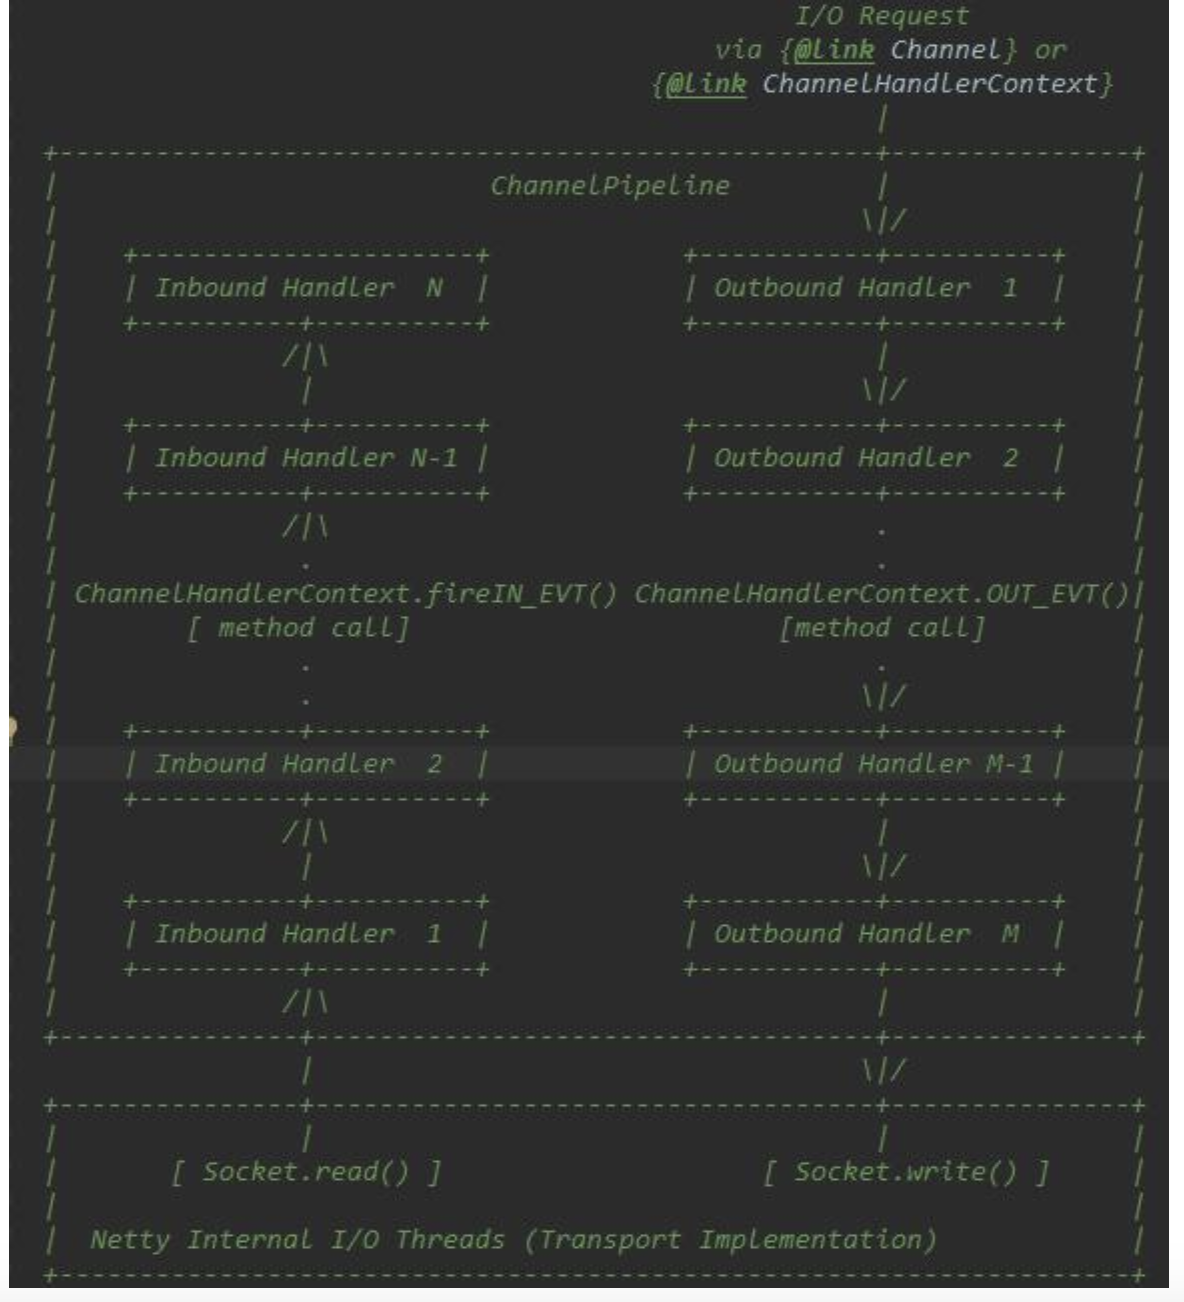 I/O Request
via {@link Channel} or
{@link ChannelHandlerContext}
|
+---------------------------------------------------+---------------+
|                           ChannelPipeline         |               |
|                                                  \|/              |
|    +---------------------+            +-----------+----------+    |
|    | Inbound Handler  N  |            | Outbound Handler  1  |    |
|    +----------+----------+            +-----------+----------+    |
|              /|\                                  |               |
|               |                                  \|/              |
|    +----------+----------+            +-----------+----------+    |
|    | Inbound Handler N-1 |            | Outbound Handler  2  |    |
|    +----------+----------+            +-----------+----------+    |
|              /|\                                  .               |
|               .                                   .               |
| ChannelHandlerContext.fireIN_EVT() ChannelHandlerContext.OUT_EVT()|
|        [ method call]                       [method call]         |
|               .                                   .               |
|               .                                  \|/              |
|    +----------+----------+            +-----------+----------+    |
|    | Inbound Handler  2  |            | Outbound Handler M-1 |    |
|    +----------+----------+            +-----------+----------+    |
|              /|\                                  |               |
|               |                                  \|/              |
|    +----------+----------+            +-----------+----------+    |
|    | Inbound Handler  1  |            | Outbound Handler  M  |    |
|    +----------+----------+            +-----------+----------+    |
|              /|\                                  |               |
+---------------+-----------------------------------+---------------+
                |                                  \|/
+---------------+-----------------------------------+---------------+
|               |                                   |               |
|       [ Socket.read() ]                    [ Socket.write() ]     |
|                                                                   |
|  Netty Internal I/O Threads (Transport Implementation)            |
+-------------------------------------------------------------------+